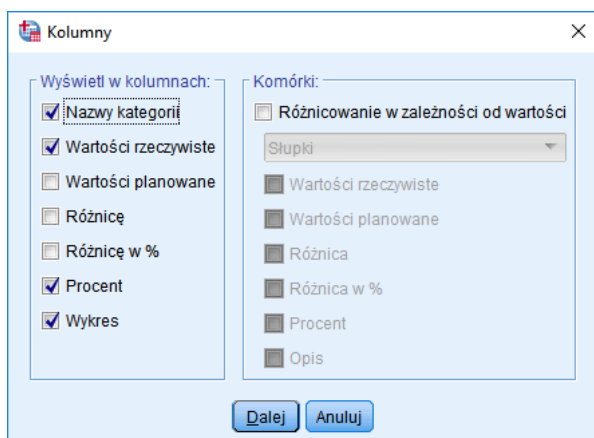 Kolumny
Wyświetl w kolumnach:
Nazwy kategorii
Wartości rzeczywiste
Wartości planowane
Różnicę
Różnicę w %
Procent
Wykres
Komórki:
Różnicowanie w zależności od wartości
Słupki
Wartości rzeczywiste
Wartości planowane
Różnica
Różnica w %
Procent
Opis
Dalej
Anuluj